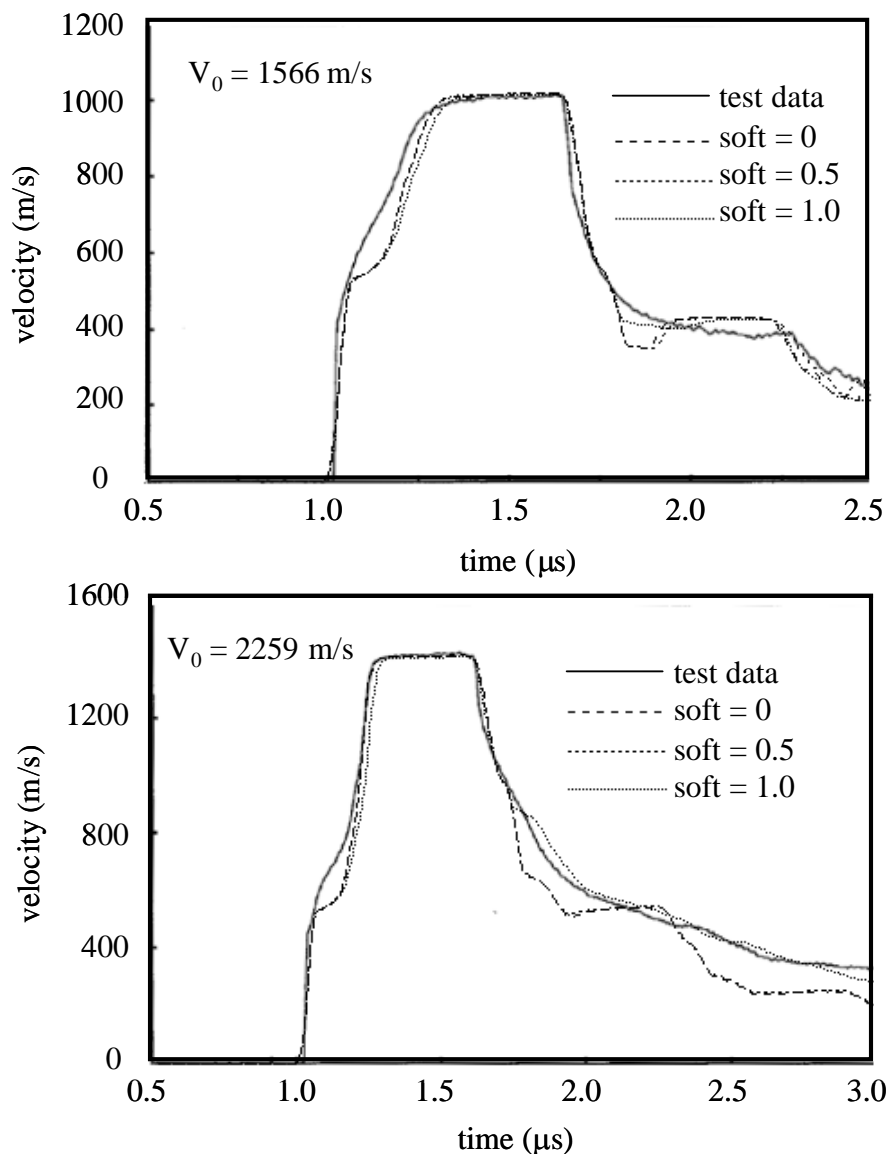 1200
V0 = 1566 m/s
test data
soft = 0
soft = 0.5
soft = 1.0
1000
800
600
400
200
0
velocity (m/s)
0.5
1.0
1.5
2.0
2.5
time (μs)
1600
V0 = 2259 m/s
test data
soft = 0
soft = 0.5
soft = 1.0
1200
800
400
0
velocity (m/s)
0.5
1.0
1.5
2.0
2.5
3.0
time (μs)